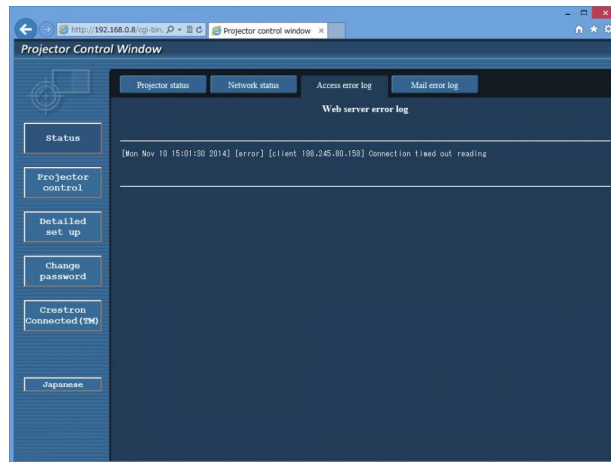 http://192.168.0.8/cgi-bin,
Projector control window
Projector Control Window
Projector status
Network status
Access error log
Mail error log
Web server error log
Status
[Mon Nov 10 15:01:30 2014] [error] [client 198.245.80.158] Connection timed out reading
Projector
control
Detailed
set up
Change
password
Crestron
Connected(TM)
Japanese